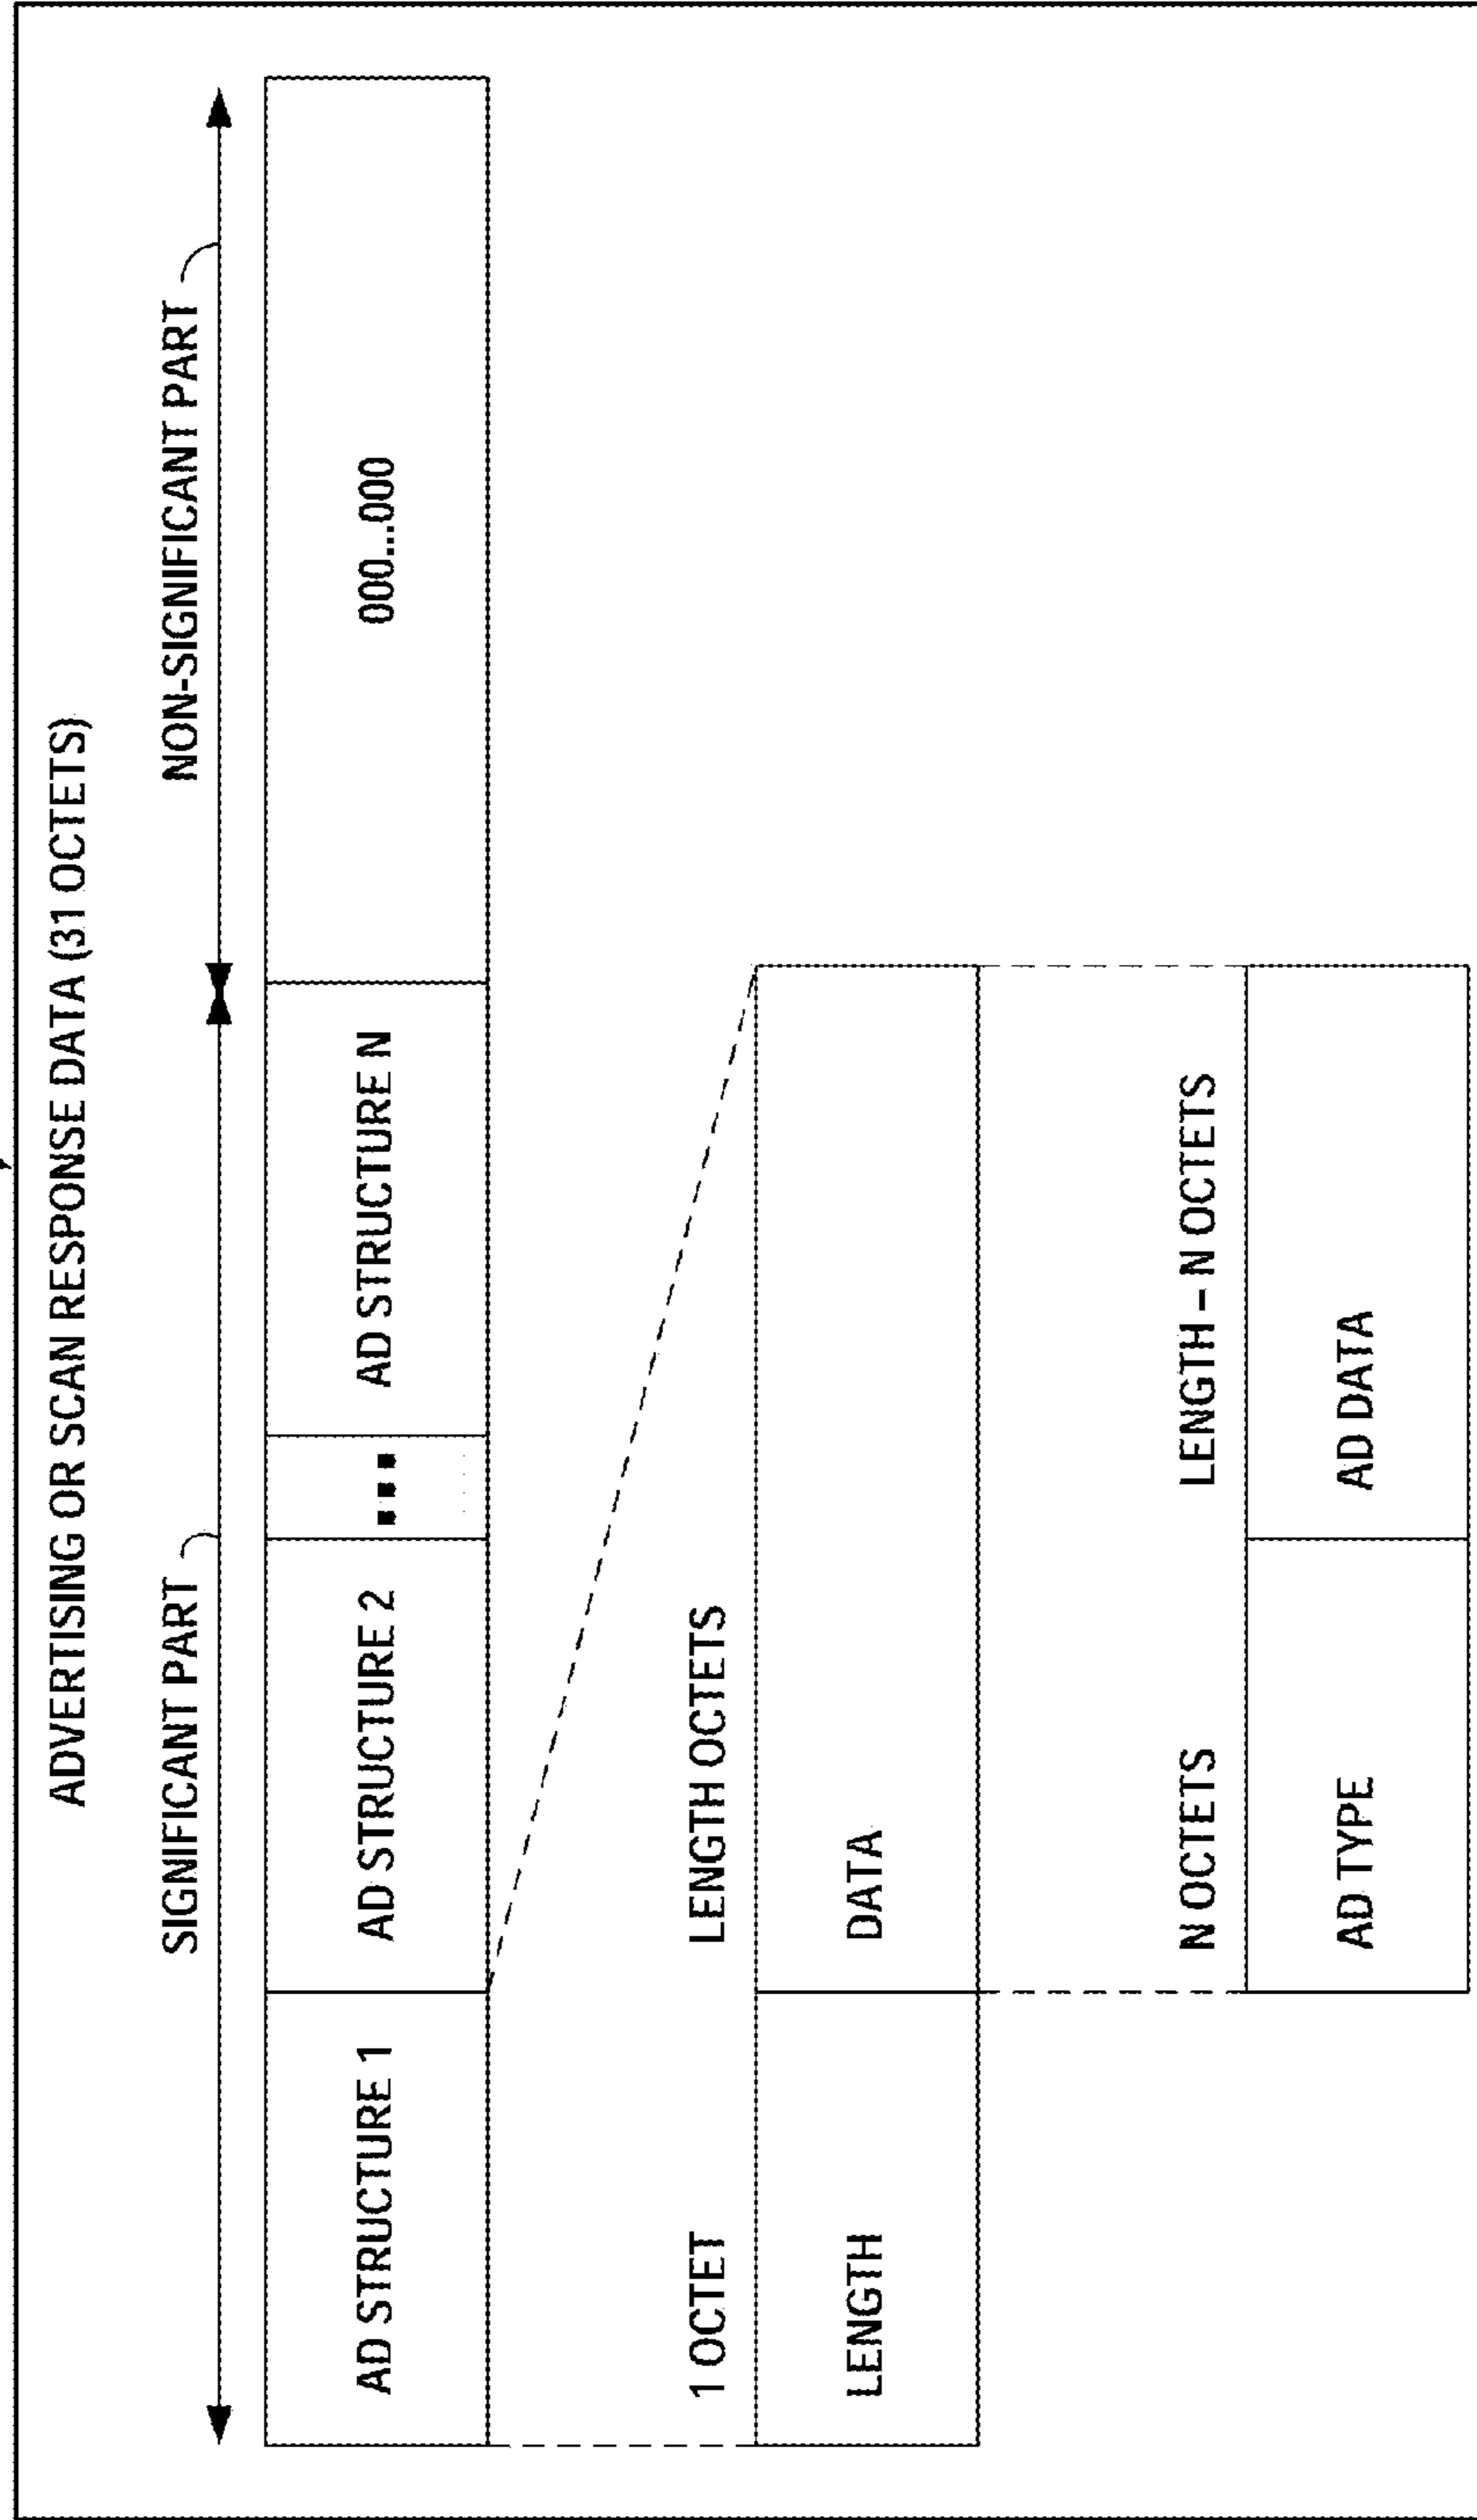 ADVERTISING OR SCAN RESPONSE DATA (31 OCTETS)
SIGNIFICANT PART
NON-SIGNIFICANT PART
AD STRUCTURE 1
AD STRUCTURE 2
...
AD STRUCTURE N
000...000
1 OCTET
LENGTH OCTETS
LENGTH
DATA
N OCTETS
LENGTH – N OCTETS
AD TYPE
AD DATA